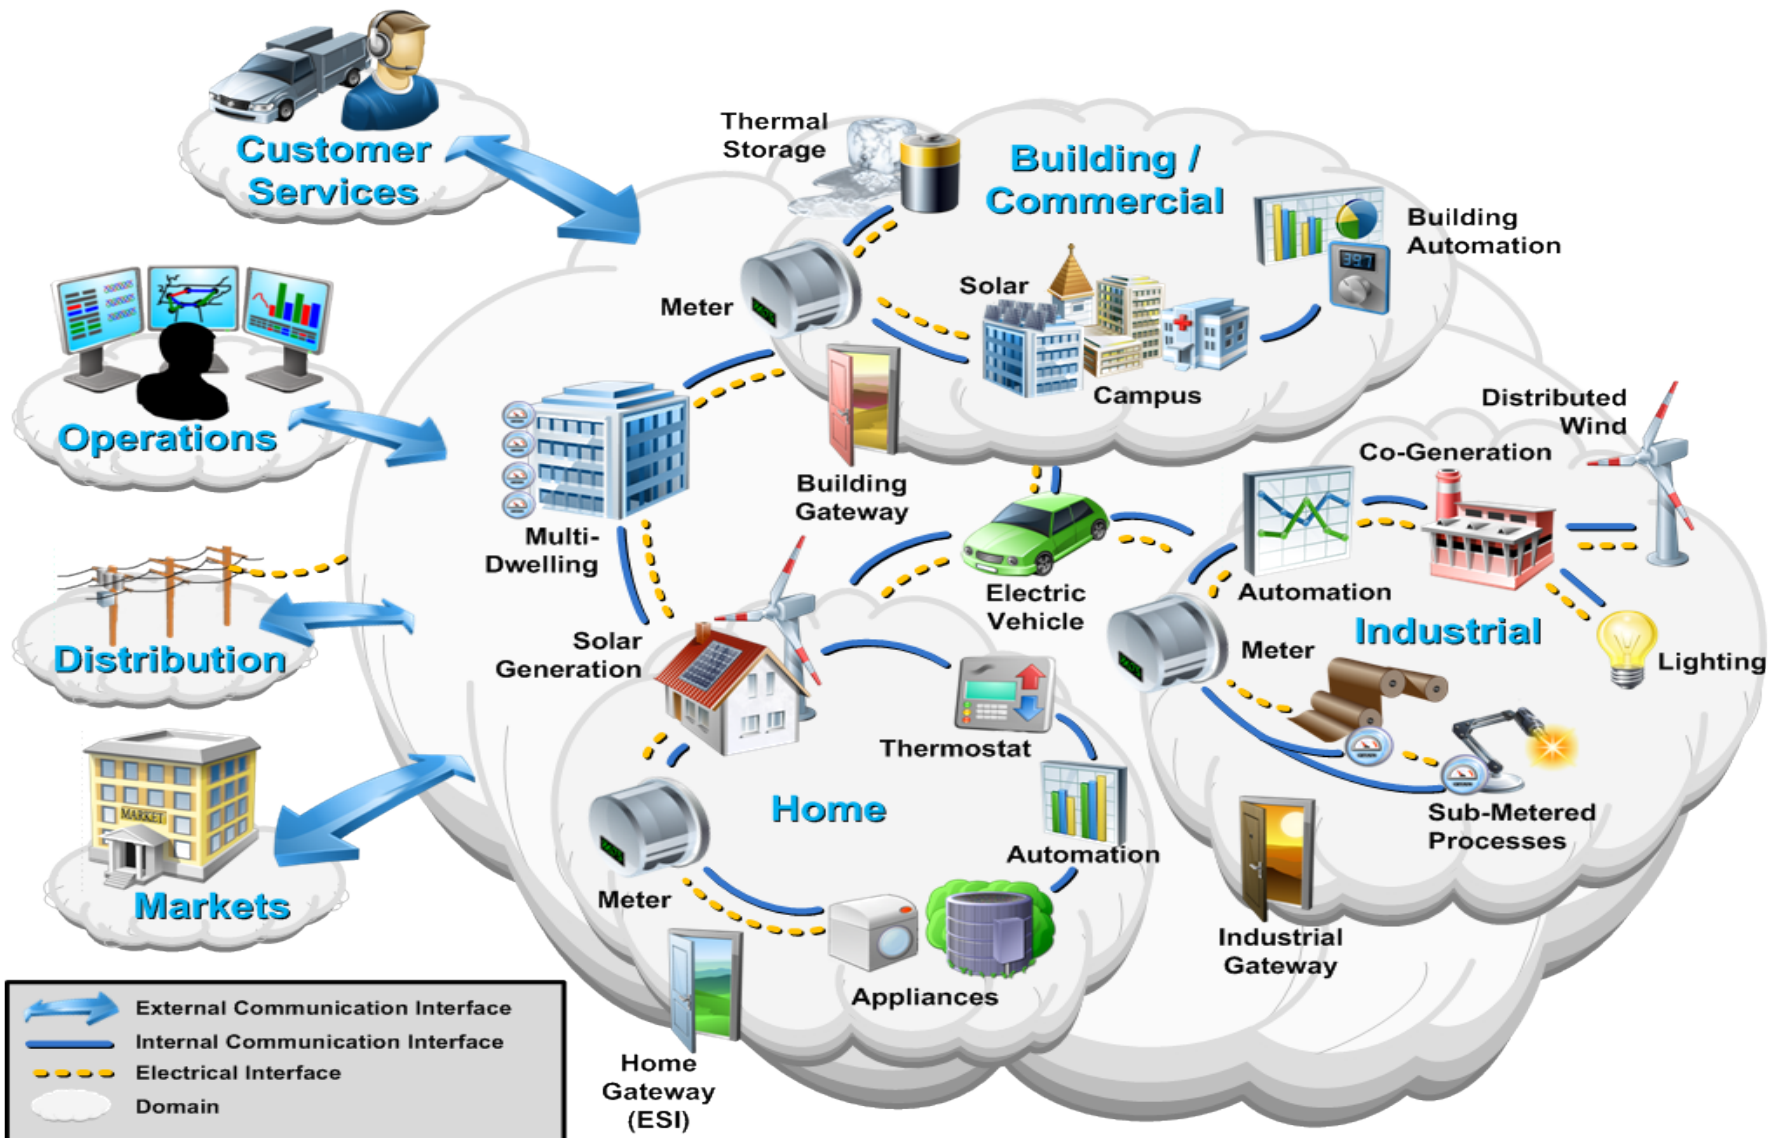 Customer
Services
Thermal
Storage
Building /
Commercial
Building
Automation
39.7
Meter
Solar
Campus
Operations
Distributed
Wind
Co-Generation
Building
Gateway
Multi-
Dwelling
Electric
Vehicle
Automation
Industrial
Meter
Lighting
Distribution
Solar
Generation
Thermostat
MARKET
Home
Sub-Metered
Processes
Automation
Markets
Meter
Industrial
Gateway
Appliances
Home
Gateway
(ESI)
External Communication Interface
Internal Communication Interface
Electrical Interface
Domain